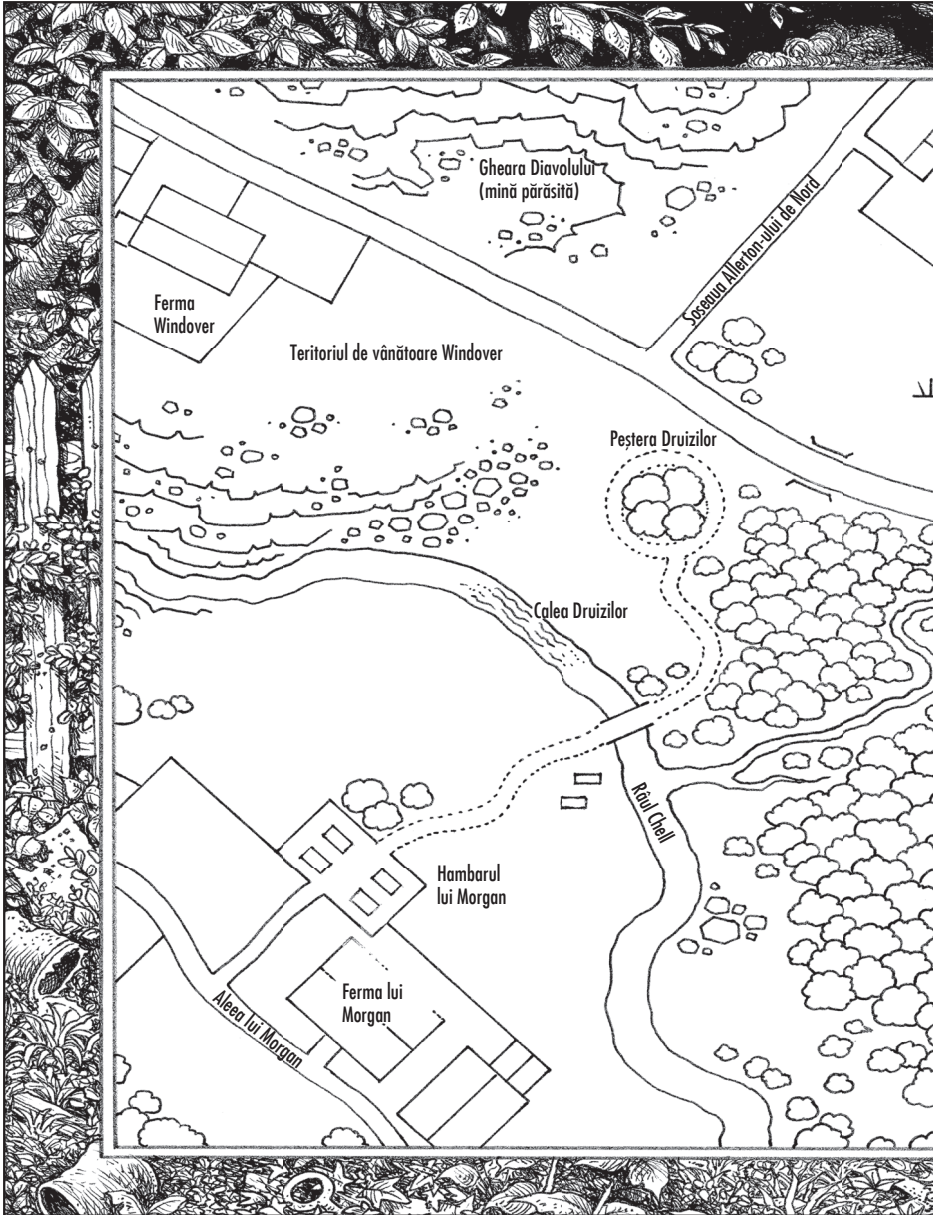 Gheara Diavolului
(mină părăsită)
Șoseaua Allerton-ului de Nord
Ferma
Windover
Teritoriul de vânătoare Windover
Peștera Druizilor
Calea Druizilor
Râul Chell
Hambarul
lui Morgan
Ferma lui
Morgan
Aleea lui Morgan